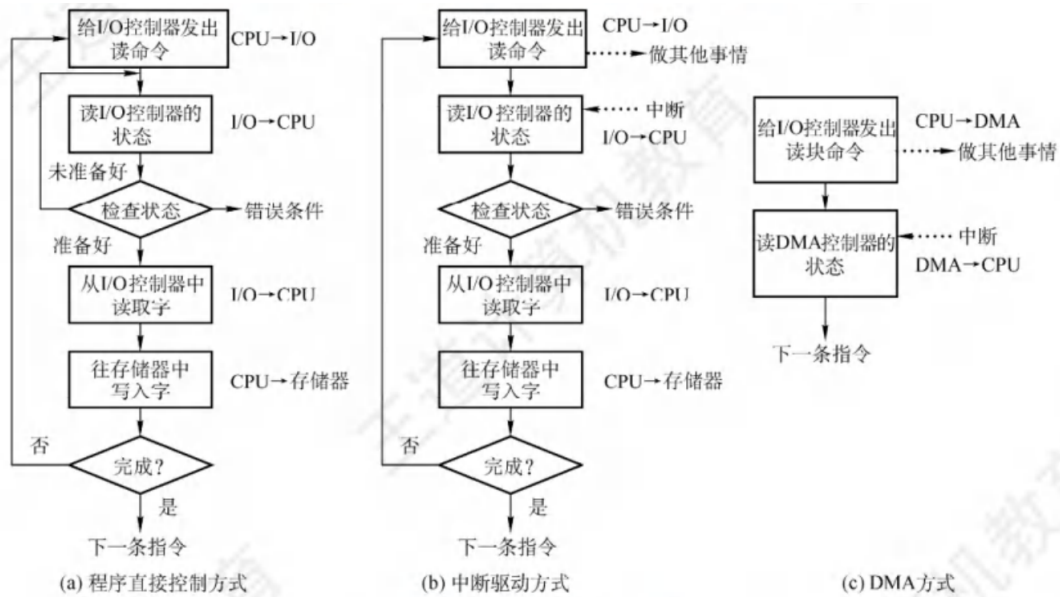 给I/O控制器发出
读命令
CPU→I/O
读I/O控制器的
状态
I/O→CPU
未准备好
检查状态
错误条件
准备好
从I/O控制器中
读取字
I/O→CPU
往存储器中
写入字
CPU→存储器
否
完成?
是
下一条指令
(a) 程序直接控制方式
给I/O控制器发出
读命令
CPU→I/O
做其他事情
读I/O控制器的
状态
中断
I/O→CPU
检查状态
错误条件
准备好
从I/O控制器中
读取字
I/O→CPU
往存储器中
写入字
CPU→存储器
否
完成?
是
下一条指令
(b) 中断驱动方式
给I/O控制器发出
读块命令
CPU→DMA
做其他事情
读DMA控制器的
状态
中断
DMA→CPU
下一条指令
(c) DMA方式
王道计算机教育